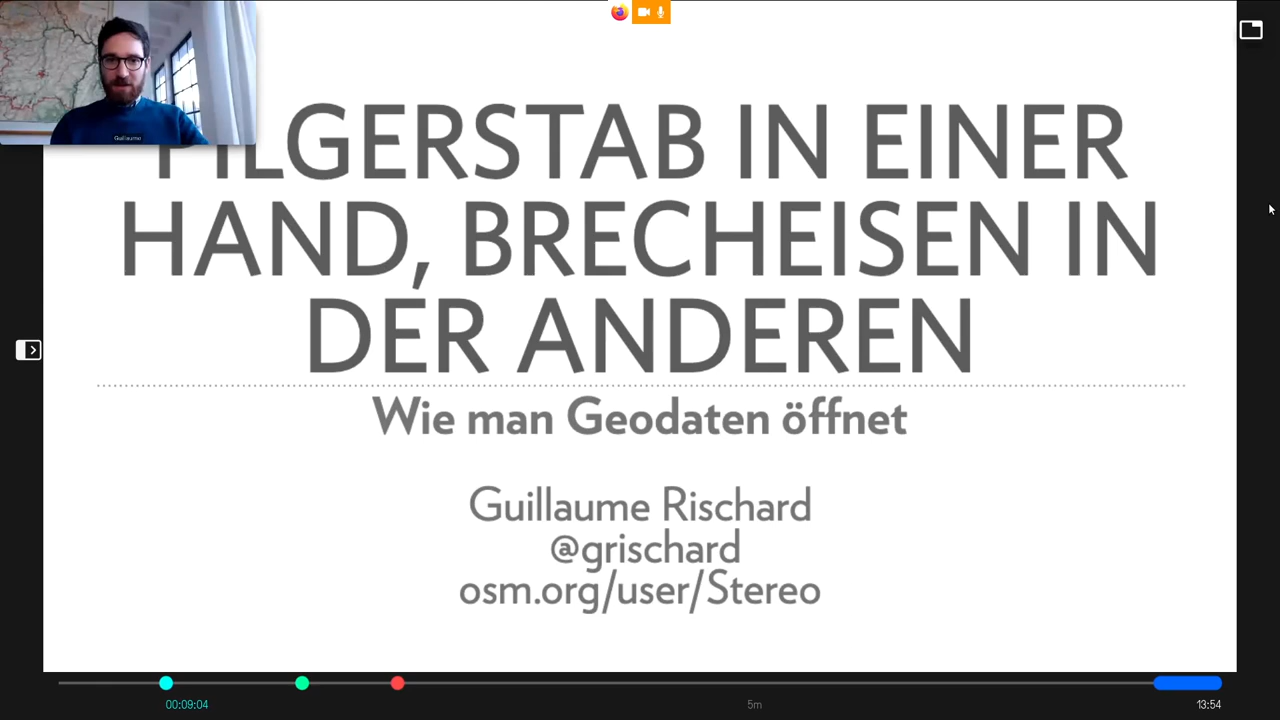 Guillaume
PILGERSTAB IN EINER
HAND, BRECHEISEN IN
DER ANDEREN
Wie man Geodaten öffnet
Guillaume Rischard
@grischard
osm.org/user/Stereo
00:09:04
5m
13:54